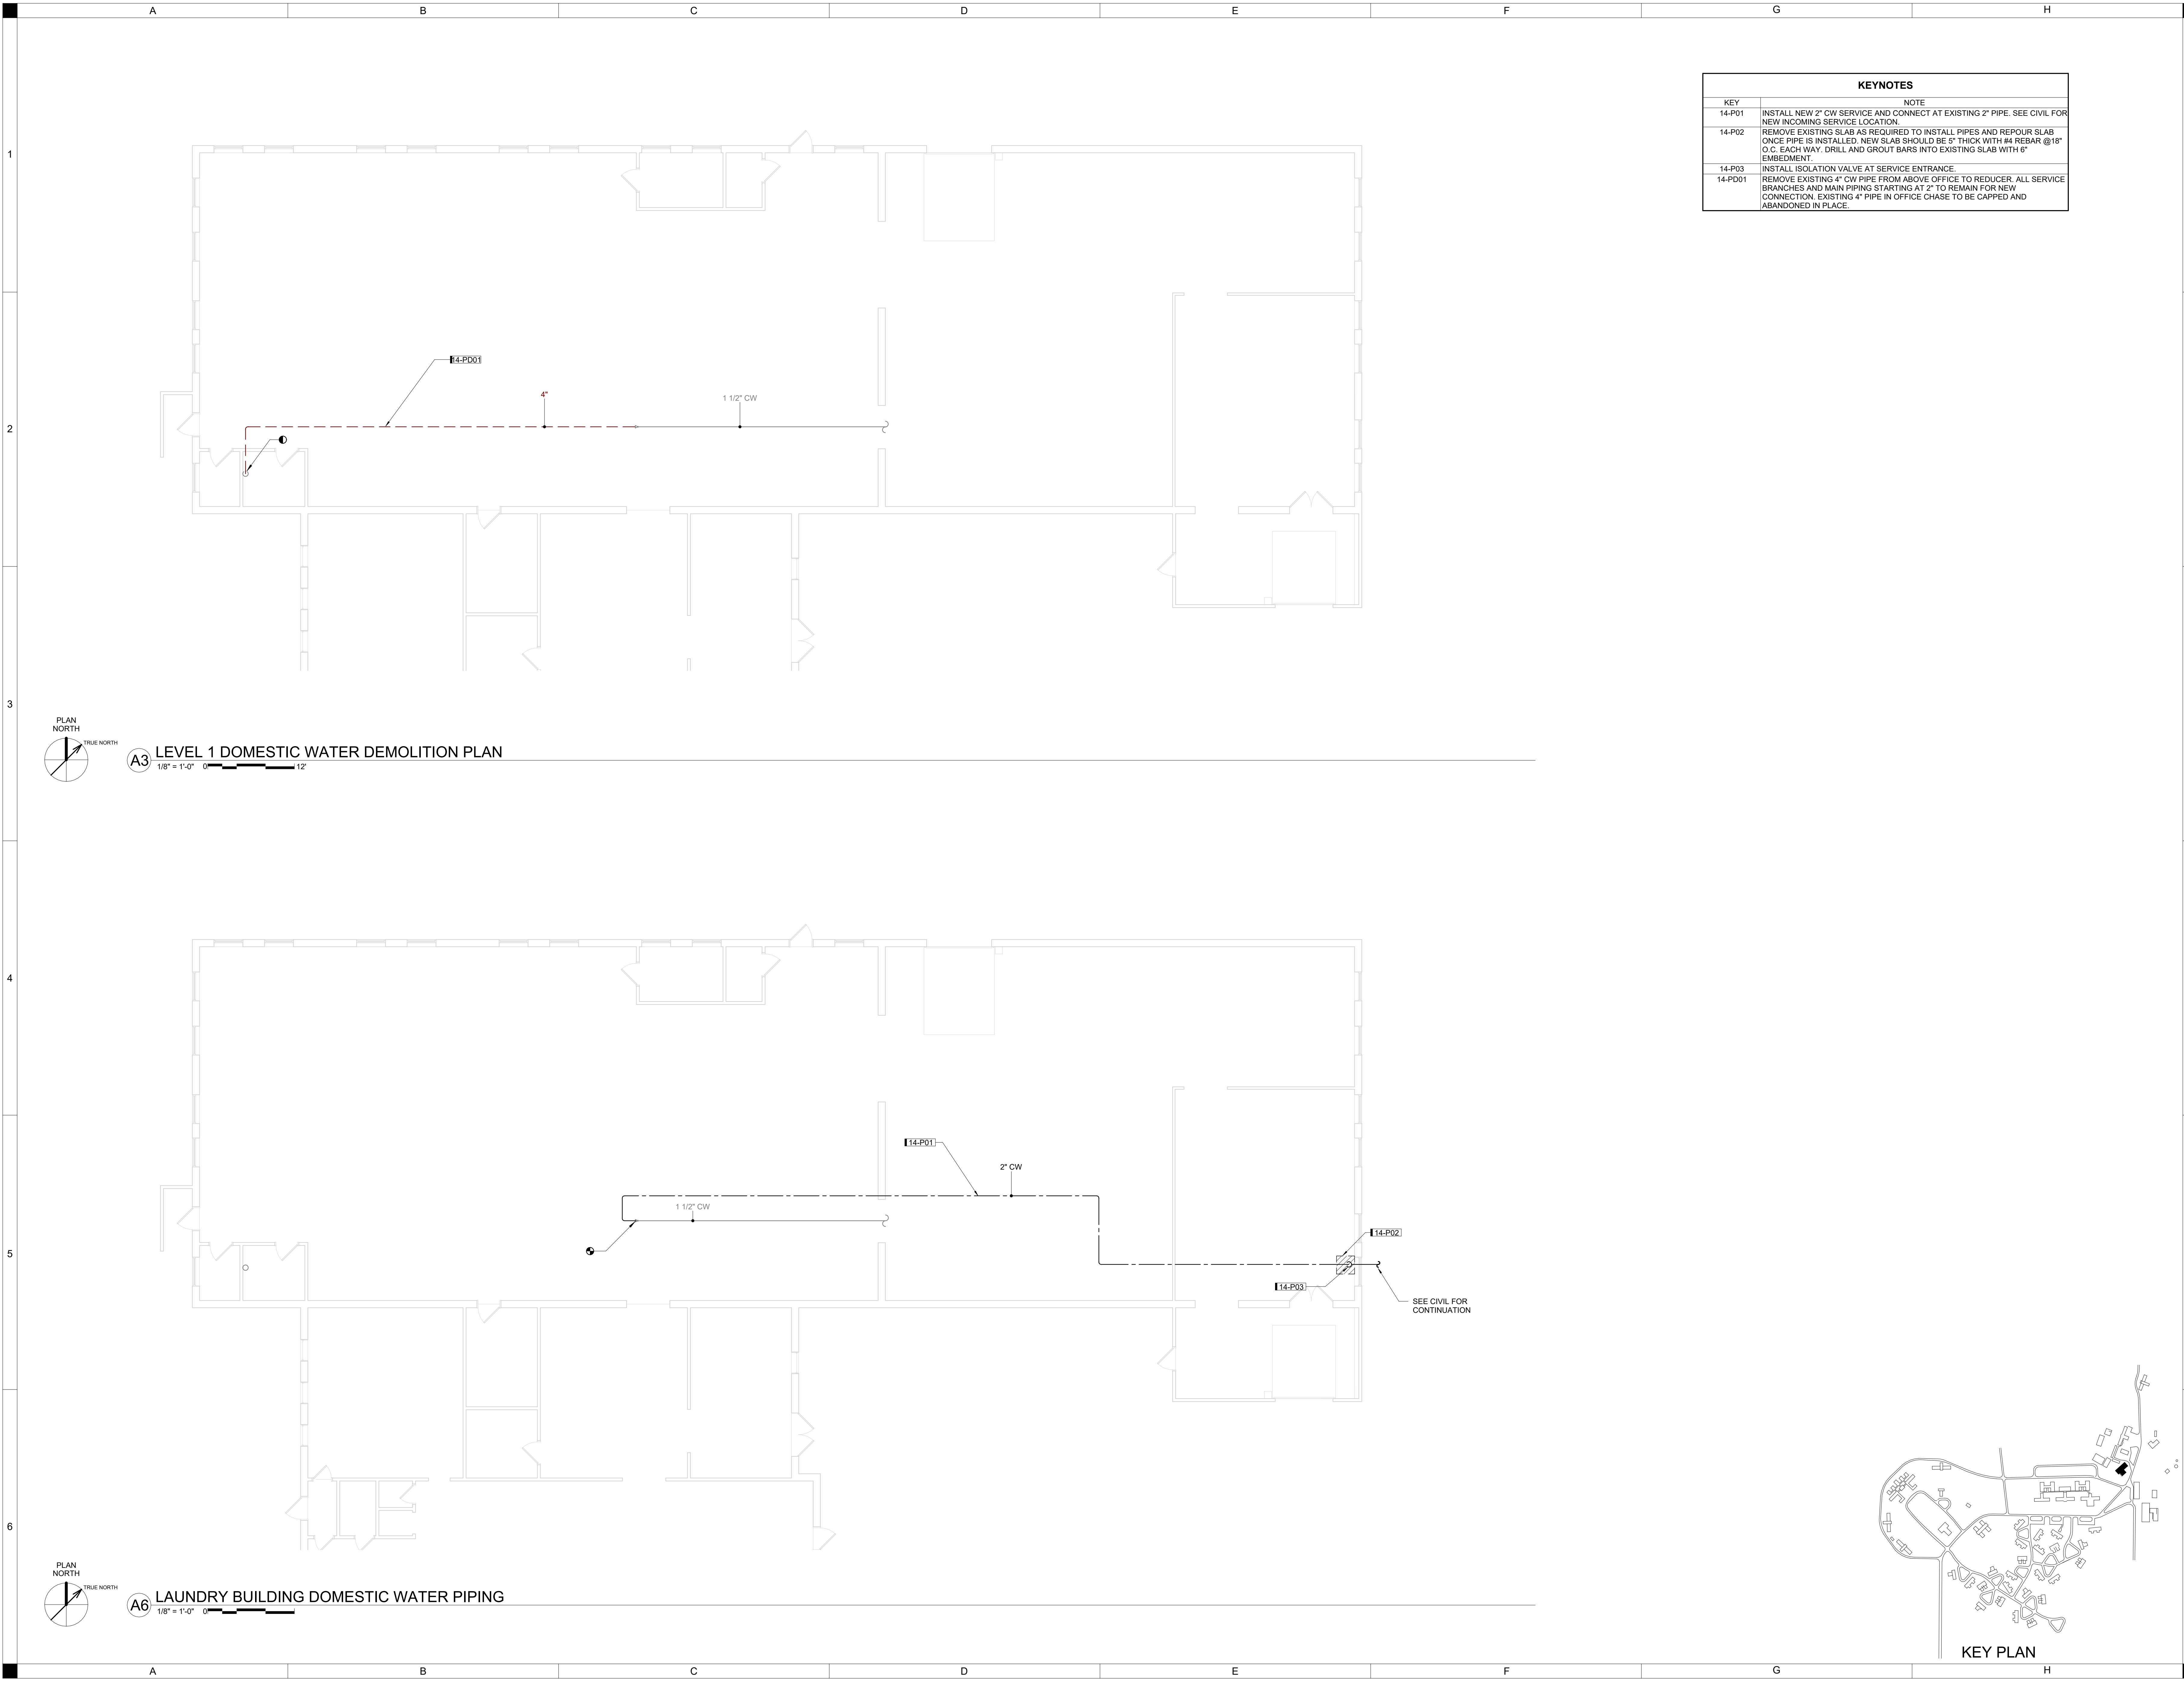 A B C D E F G H
KEYNOTES
KEY NOTE
14-P01 INSTALL NEW 2" CW SERVICE AND CONNECT AT EXISTING 2" PIPE. SEE CIVIL FOR
NEW INCOMING SERVICE LOCATION.
14-P02 REMOVE EXISTING SLAB AS REQUIRED TO INSTALL PIPES AND REPOUR SLAB
ONCE PIPE IS INSTALLED. NEW SLAB SHOULD BE 5" THICK WITH #4 REBAR @18"
O.C. EACH WAY. DRILL AND GROUT BARS INTO EXISTING SLAB WITH 6"
EMBEDMENT.
14-P03 INSTALL ISOLATION VALVE AT SERVICE ENTRANCE.
14-PD01 REMOVE EXISTING 4" CW PIPE FROM ABOVE OFFICE TO REDUCER. ALL SERVICE
BRANCHES AND MAIN PIPING STARTING AT 2" TO REMAIN FOR NEW
CONNECTION. EXISTING 4" PIPE IN OFFICE CHASE TO BE CAPPED AND
ABANDONED IN PLACE.
1
14-PD01
4"
1 1/2" CW
2
3
PLAN
NORTH
TRUE NORTH
A3 LEVEL 1 DOMESTIC WATER DEMOLITION PLAN
1/8" = 1'-0" 0 12'
4
14-P01
2" CW
1 1/2" CW
14-P02
5
14-P03
SEE CIVIL FOR
CONTINUATION
6
PLAN
NORTH
TRUE NORTH
A6 LAUNDRY BUILDING DOMESTIC WATER PIPING
1/8" = 1'-0" 0
KEY PLAN
A B C D E F G H